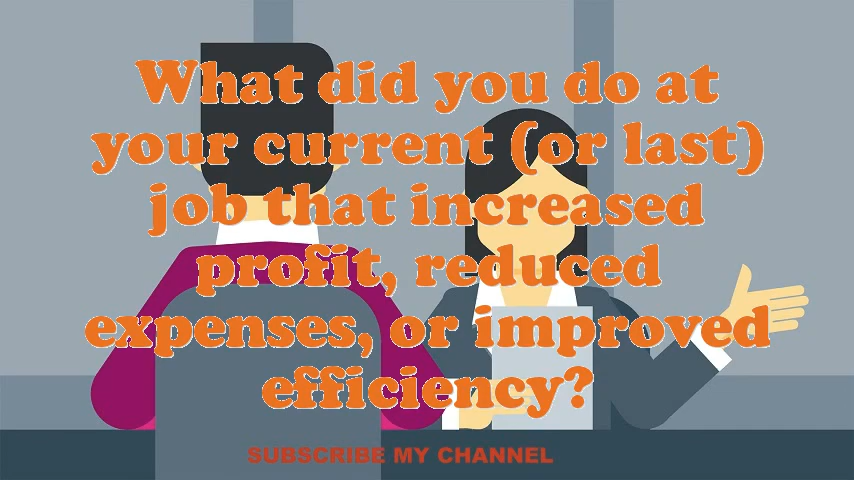 What did you do at
your current (or last)
job that increased
profit, reduced
expenses, or improved
efficiency?
SUBSCRIBE MY CHANNEL